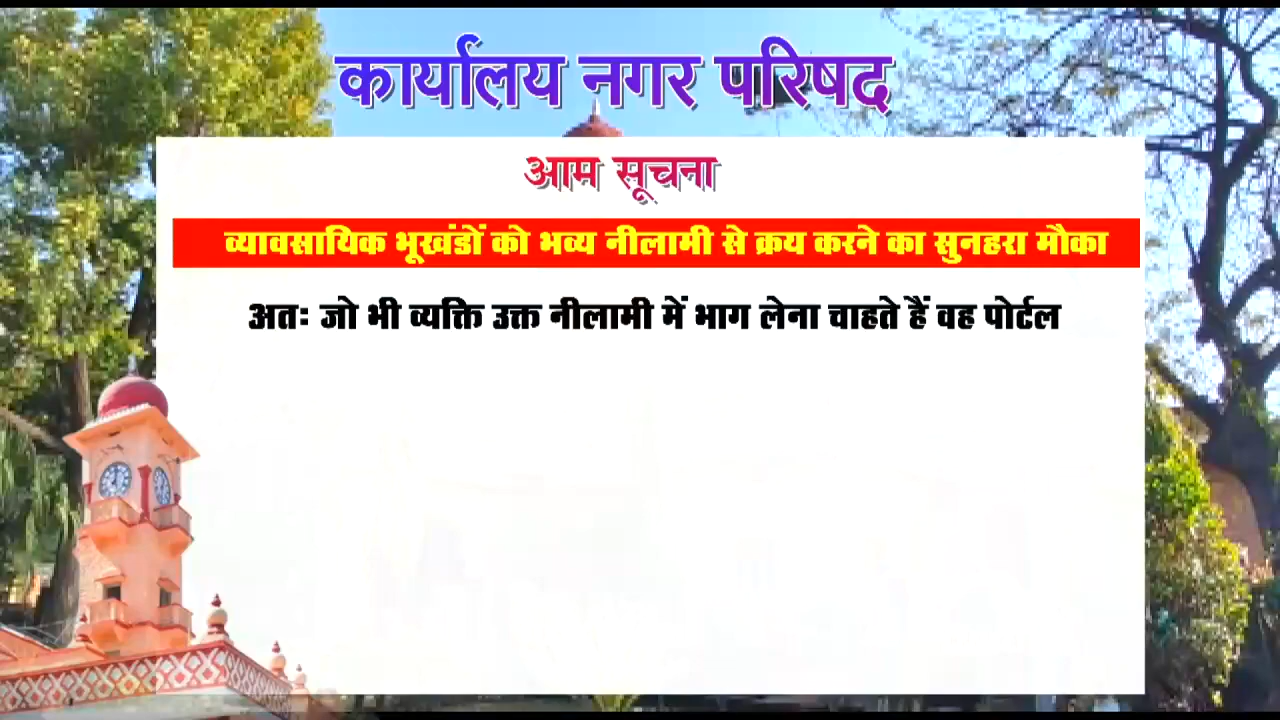 कार्यालय नगर परिषद
आम सूचना
व्यावसायिक भूखंडों को भव्य नीलामी से क्रय करने का सुनहरा मौका
अतः जो भी व्यक्ति उक्त नीलामी में भाग लेना चाहते हैं वह पोर्टल